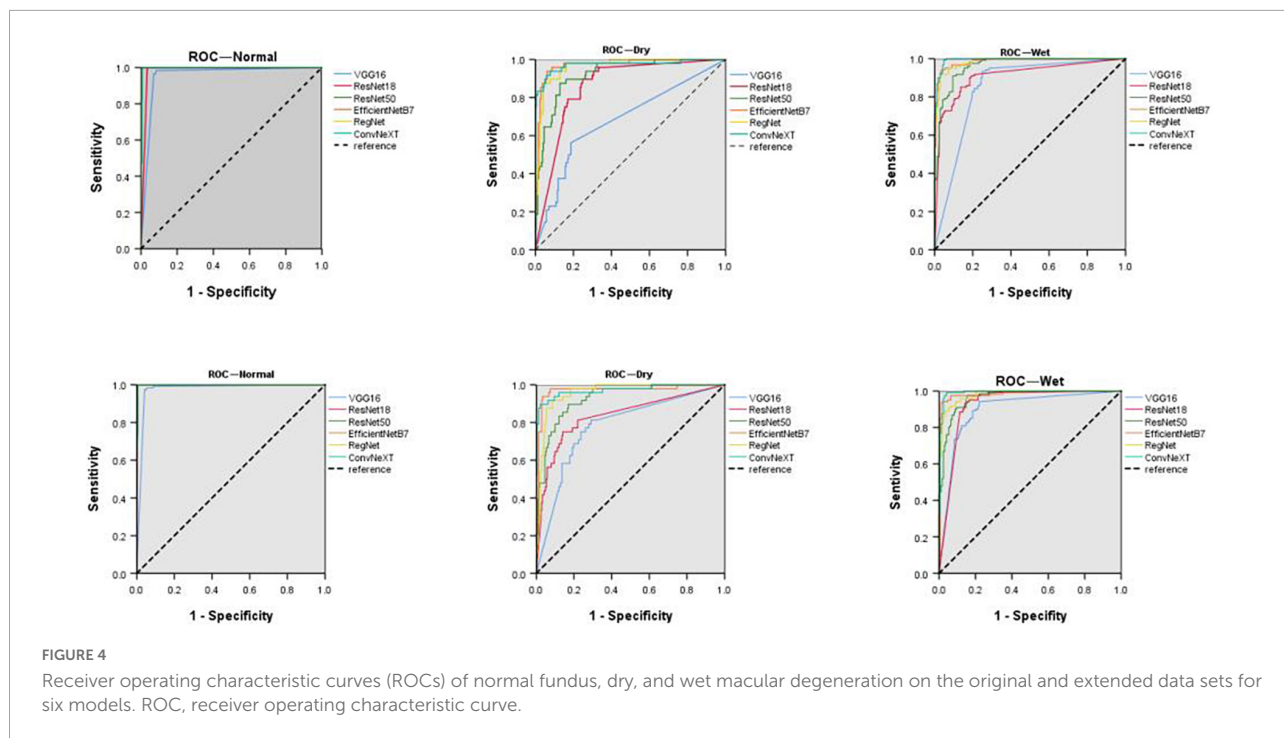 ROC—Normal
1.0
0.8
0.6
0.4
0.2
0.0
Sensitivity
0.0 0.2 0.4 0.6 0.8 1.0
1 - Specificity
VGG16
ResNet18
ResNet50
EfficientNetB7
RegNet
ConvNeXT
reference
ROC—Dry
1.0
0.8
0.6
0.4
0.2
0.0
Sensitivity
0.0 0.2 0.4 0.6 0.8 1.0
1 - Specificity
VGG16
ResNet18
ResNet50
EfficientNetB7
RegNet
ConvNeXT
reference
ROC—Wet
1.0
0.8
0.6
0.4
0.2
0.0
Sensitivity
0.0 0.2 0.4 0.6 0.8 1.0
1 - Specificity
VGG16
ResNet18
ResNet50
EfficientNetB7
RegNet
ConvNeXT
reference
ROC—Normal
1.0
0.8
0.6
0.4
0.2
0.0
Sensitivity
0.0 0.2 0.4 0.6 0.8 1.0
1 - Specificity
VGG16
ResNet18
ResNet50
EfficientNetB7
RegNet
ConvNeXT
reference
ROC—Dry
1.0
0.8
0.6
0.4
0.2
0.0
Sensitivity
0.0 0.2 0.4 0.6 0.8 1.0
1 - Specificity
VGG16
ResNet18
ResNet50
EfficientNetB7
RegNet
ConvNeXT
reference
ROC—Wet
1.0
0.8
0.6
0.4
0.2
0.0
Sentivity
0.0 0.2 0.4 0.6 0.8 1.0
1 - Specifity
VGG16
ResNet18
ResNet50
EfficientNetB7
RegNet
ConvNeXT
reference
FIGURE 4
Receiver operating characteristic curves (ROCs) of normal fundus, dry, and wet macular degeneration on the original and extended data sets for
six models. ROC, receiver operating characteristic curve.